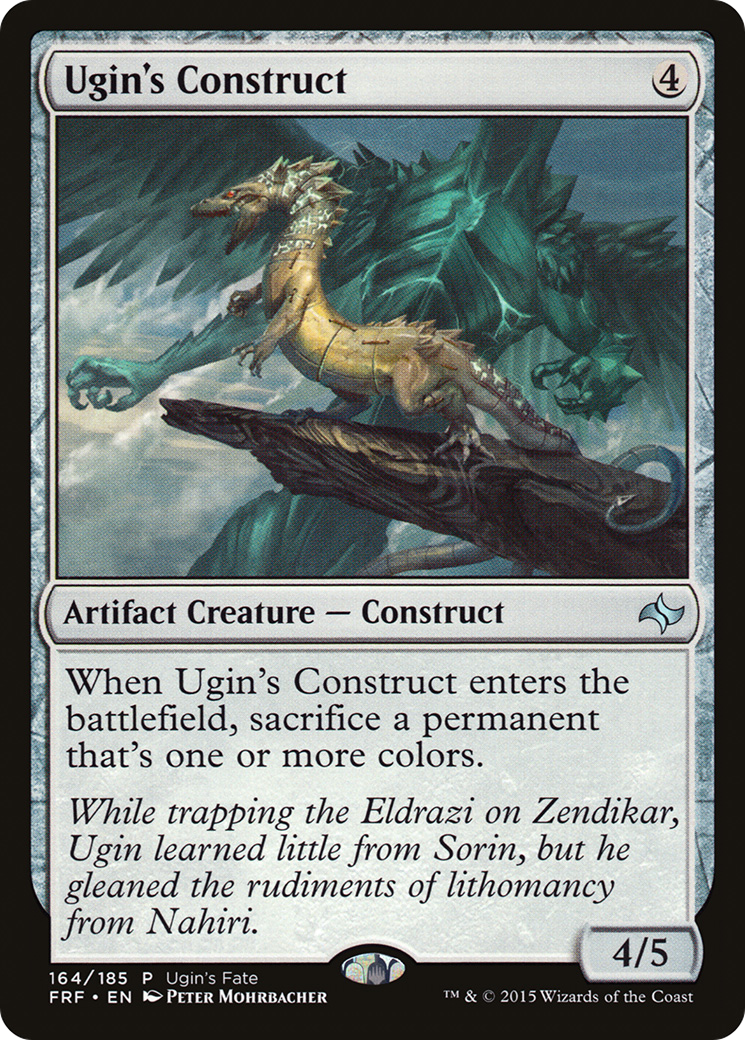 Ugin's Construct 4
Artifact Creature — Construct
When Ugin's Construct enters the
battlefield, sacrifice a permanent
that's one or more colors.
While trapping the Eldrazi on Zendikar,
Ugin learned little from Sorin, but he
gleaned the rudiments of lithomancy
from Nahiri.
4/5
164/185 P Ugin's Fate
FRF • EN Peter Mohrbacher
™ & © 2015 Wizards of the Coast